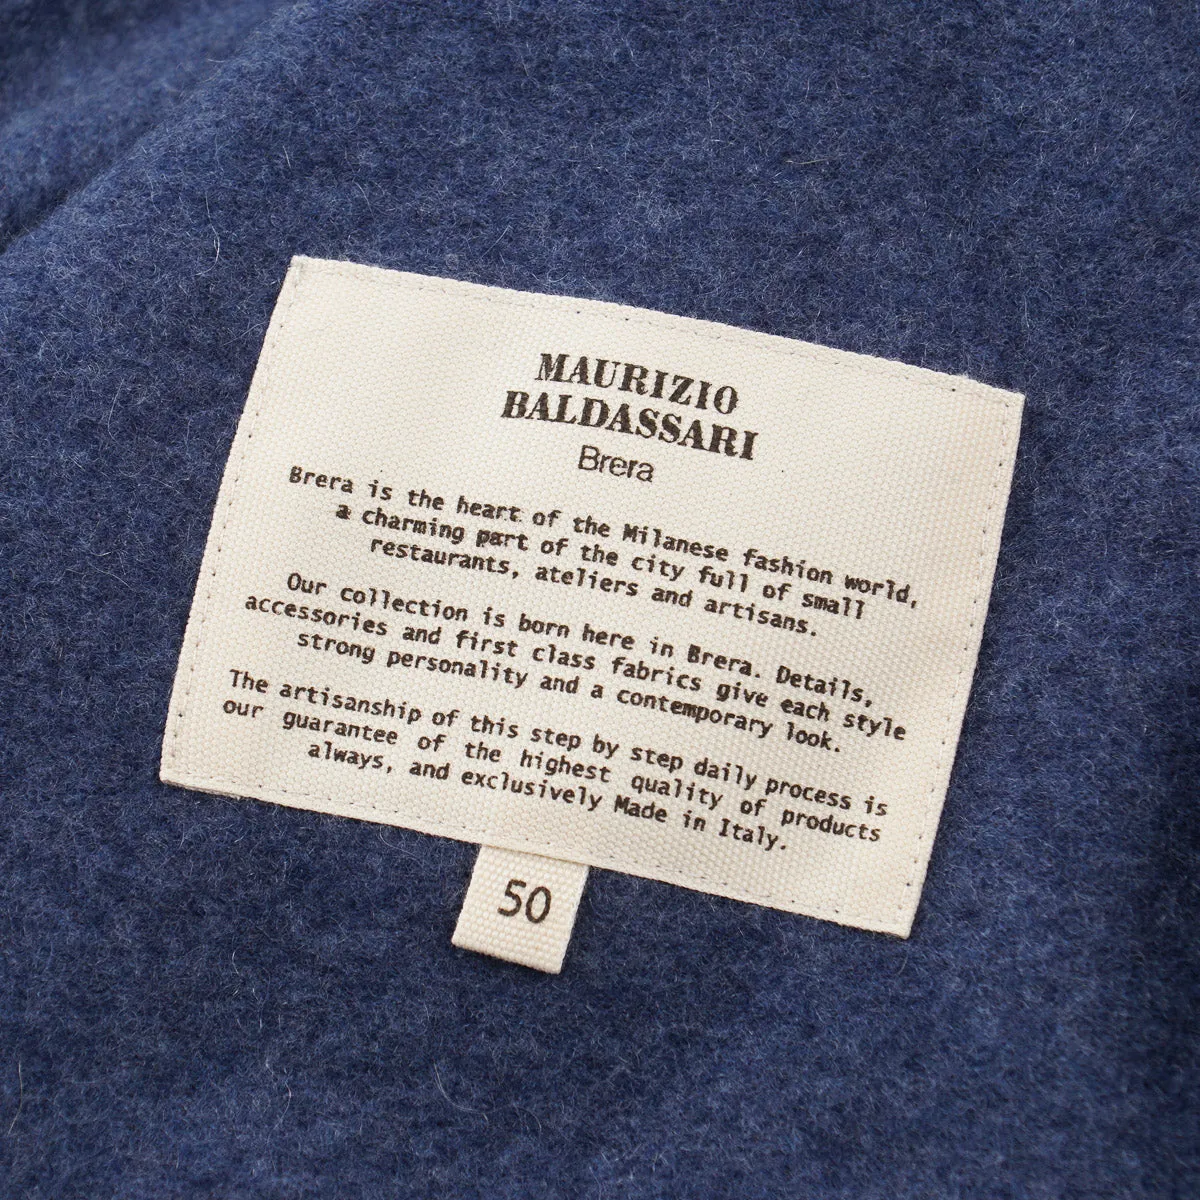 MAURIZIO
BALDASSARI
Brera
Brera is the heart of the Milanese fashion world,
a charming part of the city full of small
restaurants, ateliers and artisans.
Our collection is born here in Brera. Details,
accessories and first class fabrics give each style
strong personality and a contemporary look.
The artisanship of this step by step daily process is
our guarantee of the highest quality of products
always, and exclusively Made in Italy.
50